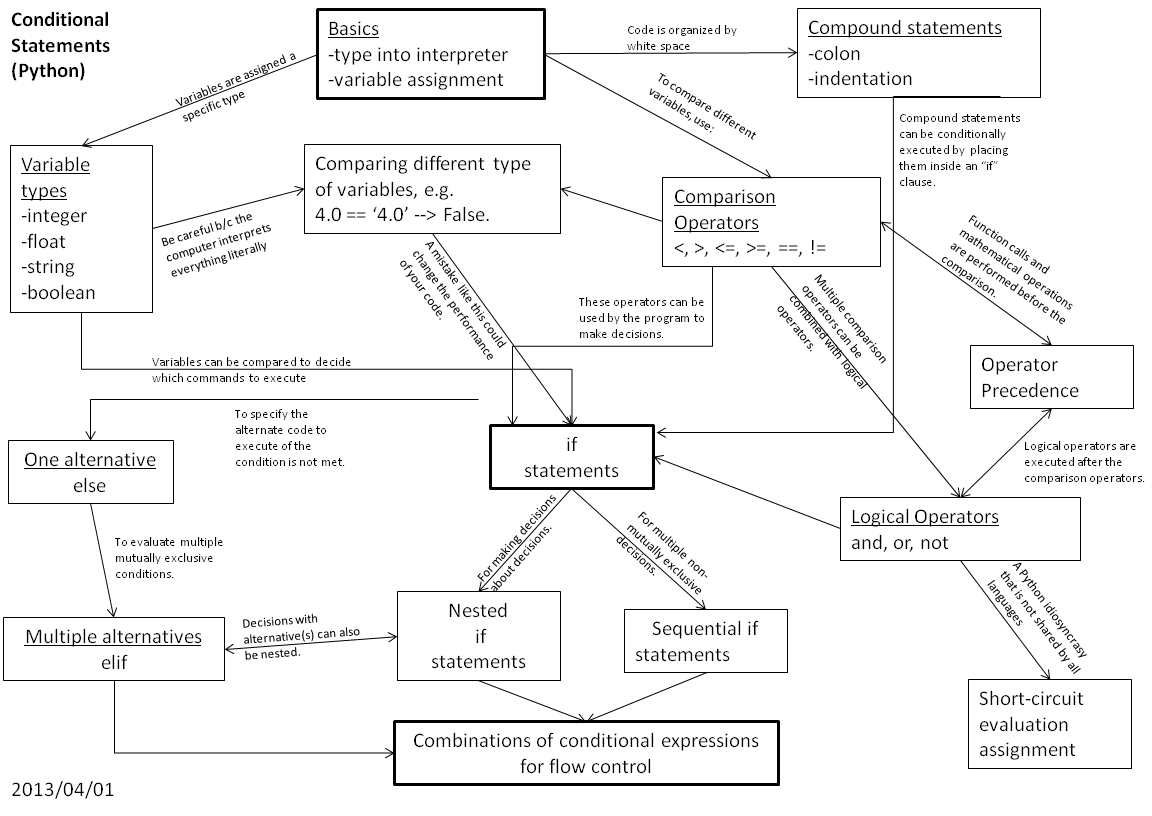 Conditional
Statements
(Python)
Basics
-type into interpreter
-variable assignment
Code is organized by
white space
Compound statements
-colon
-indentation
Variables are assigned a
specific type
To compare different
variables, use:
Compound statements
can be conditionally
executed by placing
them inside an “if”
clause.
Variable
types
-integer
-float
-string
-boolean
Be careful b/c the
computer interprets
everything literally
Comparing different type
of variables, e.g.
4.0 == ‘4.0’ --> False.
Comparison
Operators
<, >, <=, >=, ==, !=
Function calls and
mathematical operations
are performed before the
comparison.
A mistake like this could
change the performance
of your code.
These operators can be
used by the program to
make decisions.
Multiple comparison
operators can be
combined with logical
operators.
Operator
Precedence
Variables can be compared to decide
which commands to execute
To specify the
alternate code to
execute of the
condition is not met.
One alternative
else
if
statements
Logical operators are
executed after the
comparison operators.
Logical Operators
and, or, not
To evaluate multiple
mutually exclusive
conditions.
For making decisions
about decisions.
For multiple non-
mutually exclusive
decisions.
A Python idiosyncrasy
that is not shared by all
languages
Multiple alternatives
elif
Decisions with
alternative(s) can also
be nested.
Nested
if
statements
Sequential if
statements
Short-circuit
evaluation
assignment
Combinations of conditional expressions
for flow control
2013/04/01